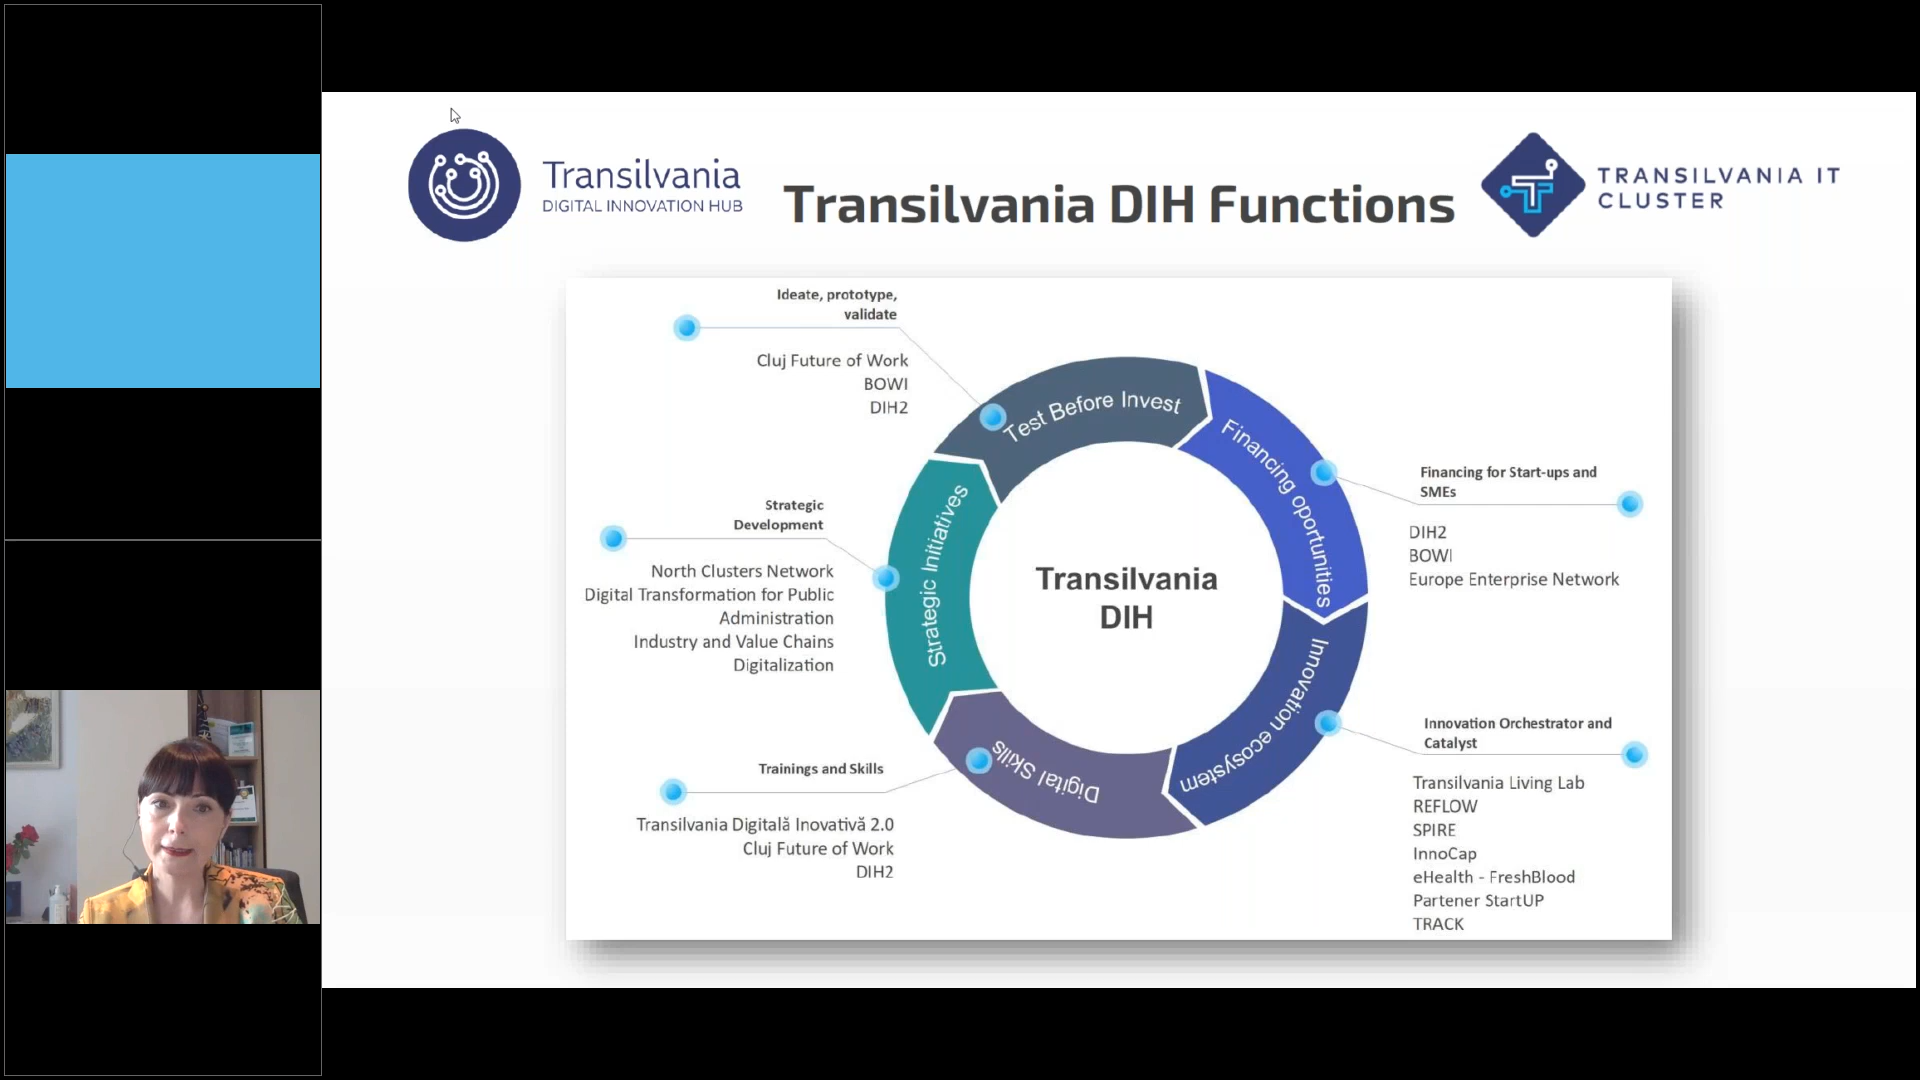 Transilvania
DIGITAL INNOVATION HUB
Transilvania DIH Functions
TRANSILVANIA IT
CLUSTER
Ideate, prototype,
validate
Cluj Future of Work
BOWI
DIH2
Test Before Invest
Financing oportunities
Financing for Start-ups and
SMEs
DIH2
BOWI
Europe Enterprise Network
Strategic
Development
North Clusters Network
Digital Transformation for Public
Administration
Industry and Value Chains
Digitalization
Strategic Initiatives
Transilvania
DIH
Innovation ecosystem
Innovation Orchestrator and
Catalyst
Transilvania Living Lab
REFLOW
SPIRE
InnoCap
eHealth - FreshBlood
Partener StartUP
TRACK
Digital Skills
Trainings and Skills
Transilvania Digitală Inovativă 2.0
Cluj Future of Work
DIH2